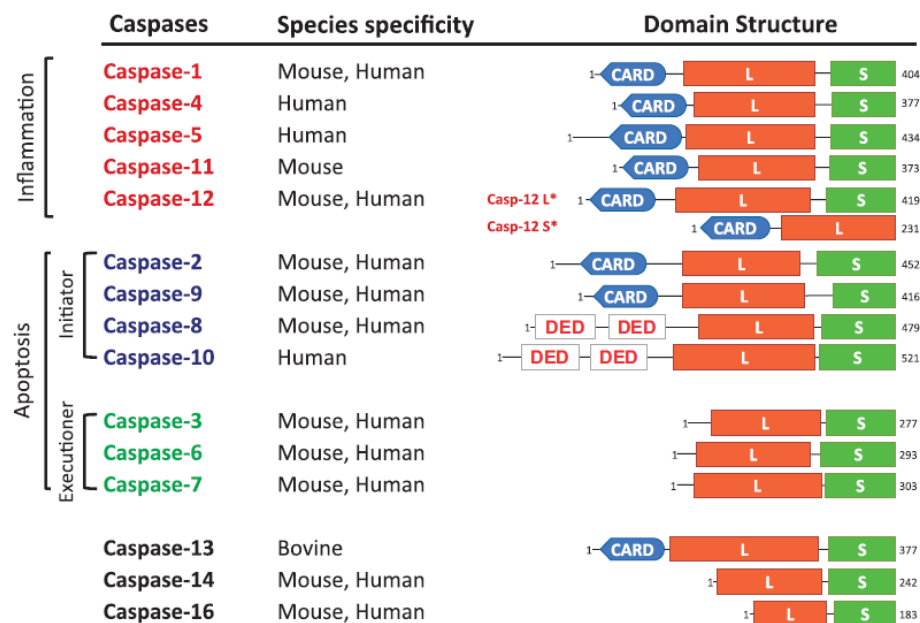 Caspases Species specificity Domain Structure
Inflammation
Caspase-1 Mouse, Human 1 CARD L S 404
Caspase-4 Human 1 CARD L S 377
Caspase-5 Human 1 CARD L S 434
Caspase-11 Mouse 1 CARD L S 373
Caspase-12 Mouse, Human Casp-12 L* 1 CARD L S 419
Casp-12 S* 1 CARD L 231
Apoptosis
Initiator
Caspase-2 Mouse, Human 1 CARD L S 452
Caspase-9 Mouse, Human 1 CARD L S 416
Caspase-8 Mouse, Human 1 DED DED L S 479
Caspase-10 Human 1 DED DED L S 521
Executioner
Caspase-3 Mouse, Human 1 L S 277
Caspase-6 Mouse, Human 1 L S 293
Caspase-7 Mouse, Human 1 L S 303
Caspase-13 Bovine 1 CARD L S 377
Caspase-14 Mouse, Human 1 L S 242
Caspase-16 Mouse, Human 1 L S 183